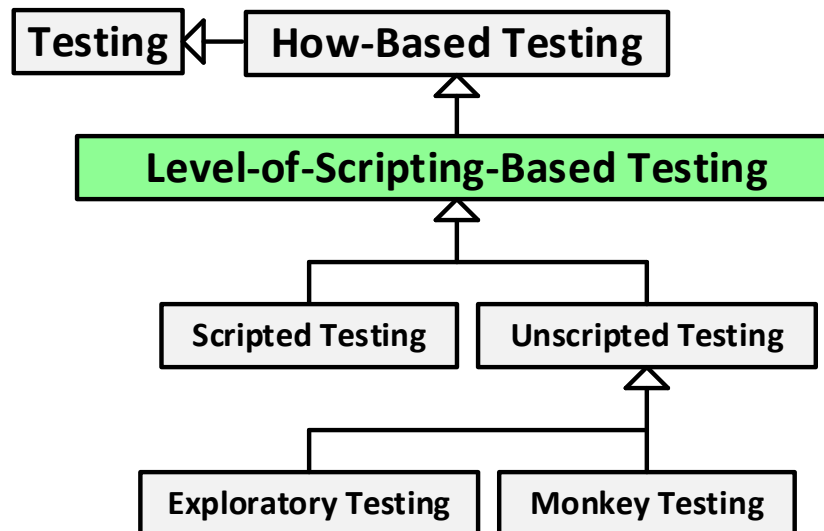 Testing
How-Based Testing
Level-of-Scripting-Based Testing
Scripted Testing
Unscripted Testing
Exploratory Testing
Monkey Testing